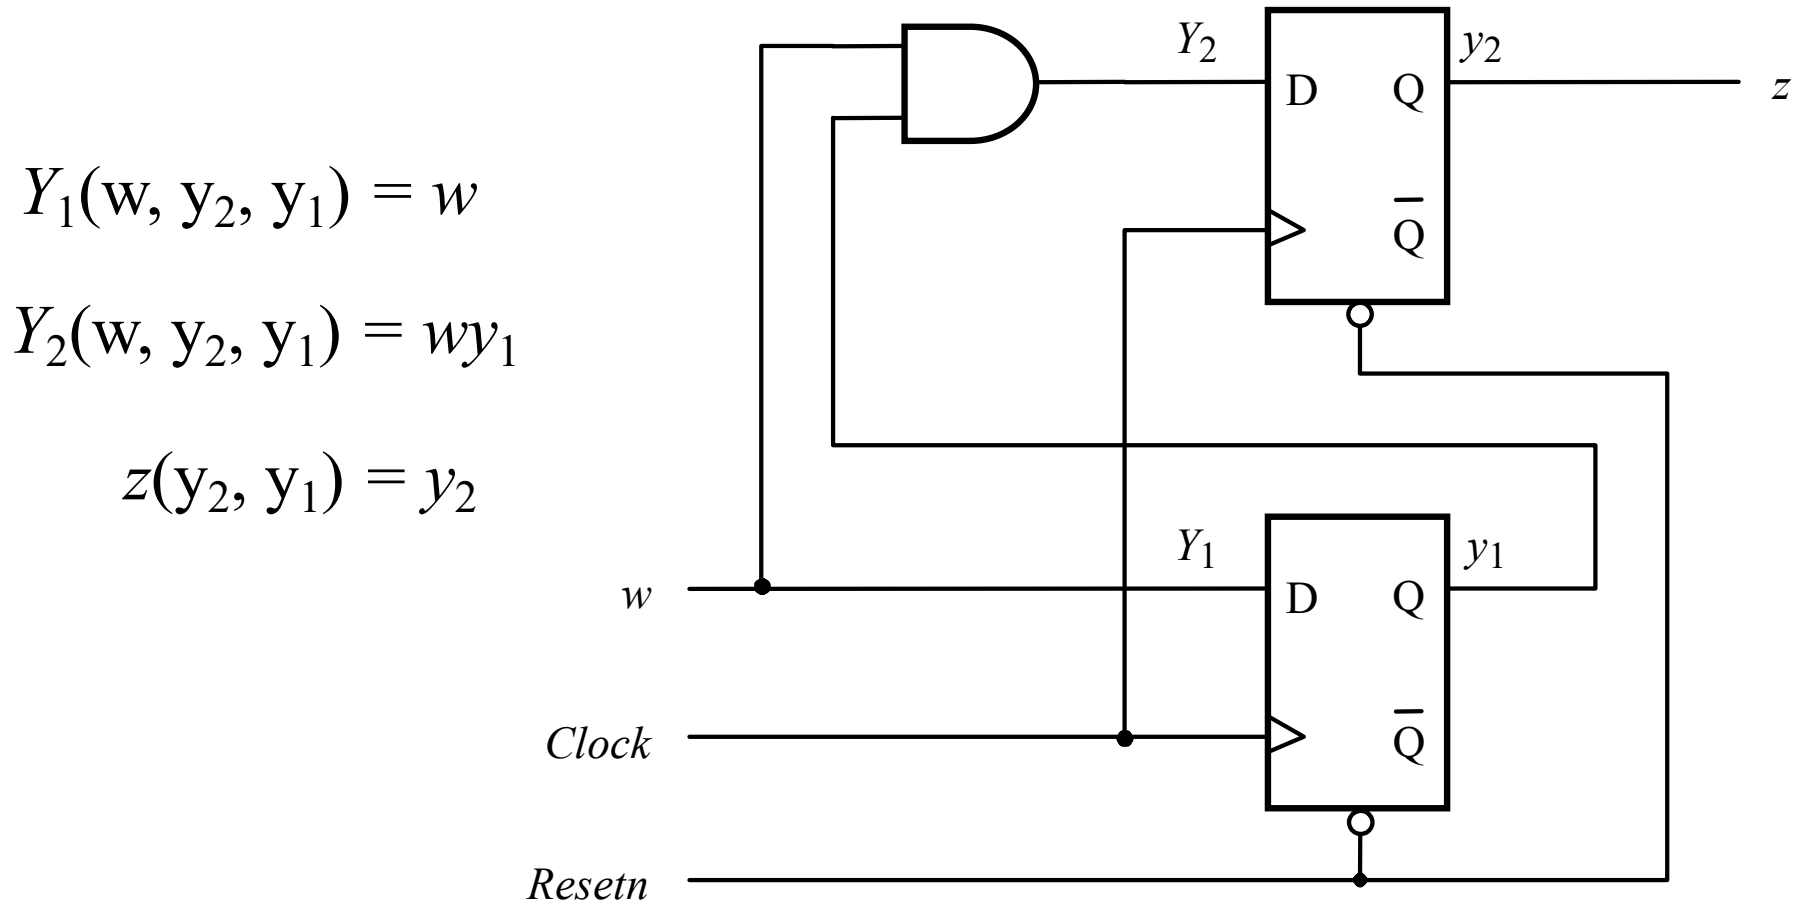 Y₁(w, y₂, y₁) = w
Y₂(w, y₂, y₁) = wy₁
z(y₂, y₁) = y₂
Y₂
y₂
D
Q
z
Q̅
Y₁
y₁
w
D
Q
Clock
Q̅
Resetn